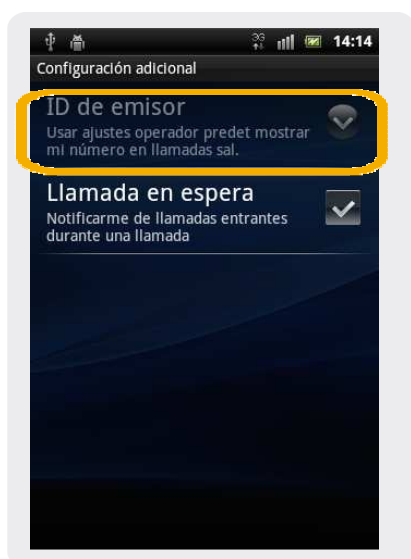 3G 14:14
Configuración adicional
ID de emisor
Usar ajustes operador predet mostrar
mi número en llamadas sal.
Llamada en espera
Notificarme de llamadas entrantes
durante una llamada